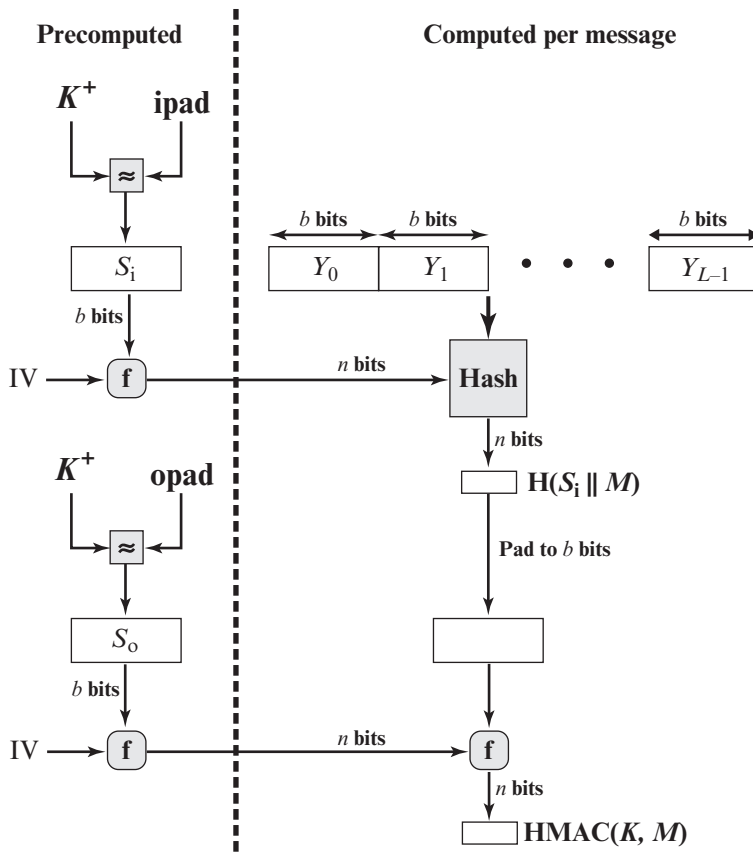 Precomputed
Computed per message
K⁺ ipad
≈
b bits b bits b bits
Sᵢ
Y₀ Y₁ • • • Y_{L–1}
b bits
IV f n bits Hash
n bits
K⁺ opad
H(Sᵢ || M)
≈
Pad to b bits
Sₒ
b bits
IV f n bits f
n bits
HMAC(K, M)